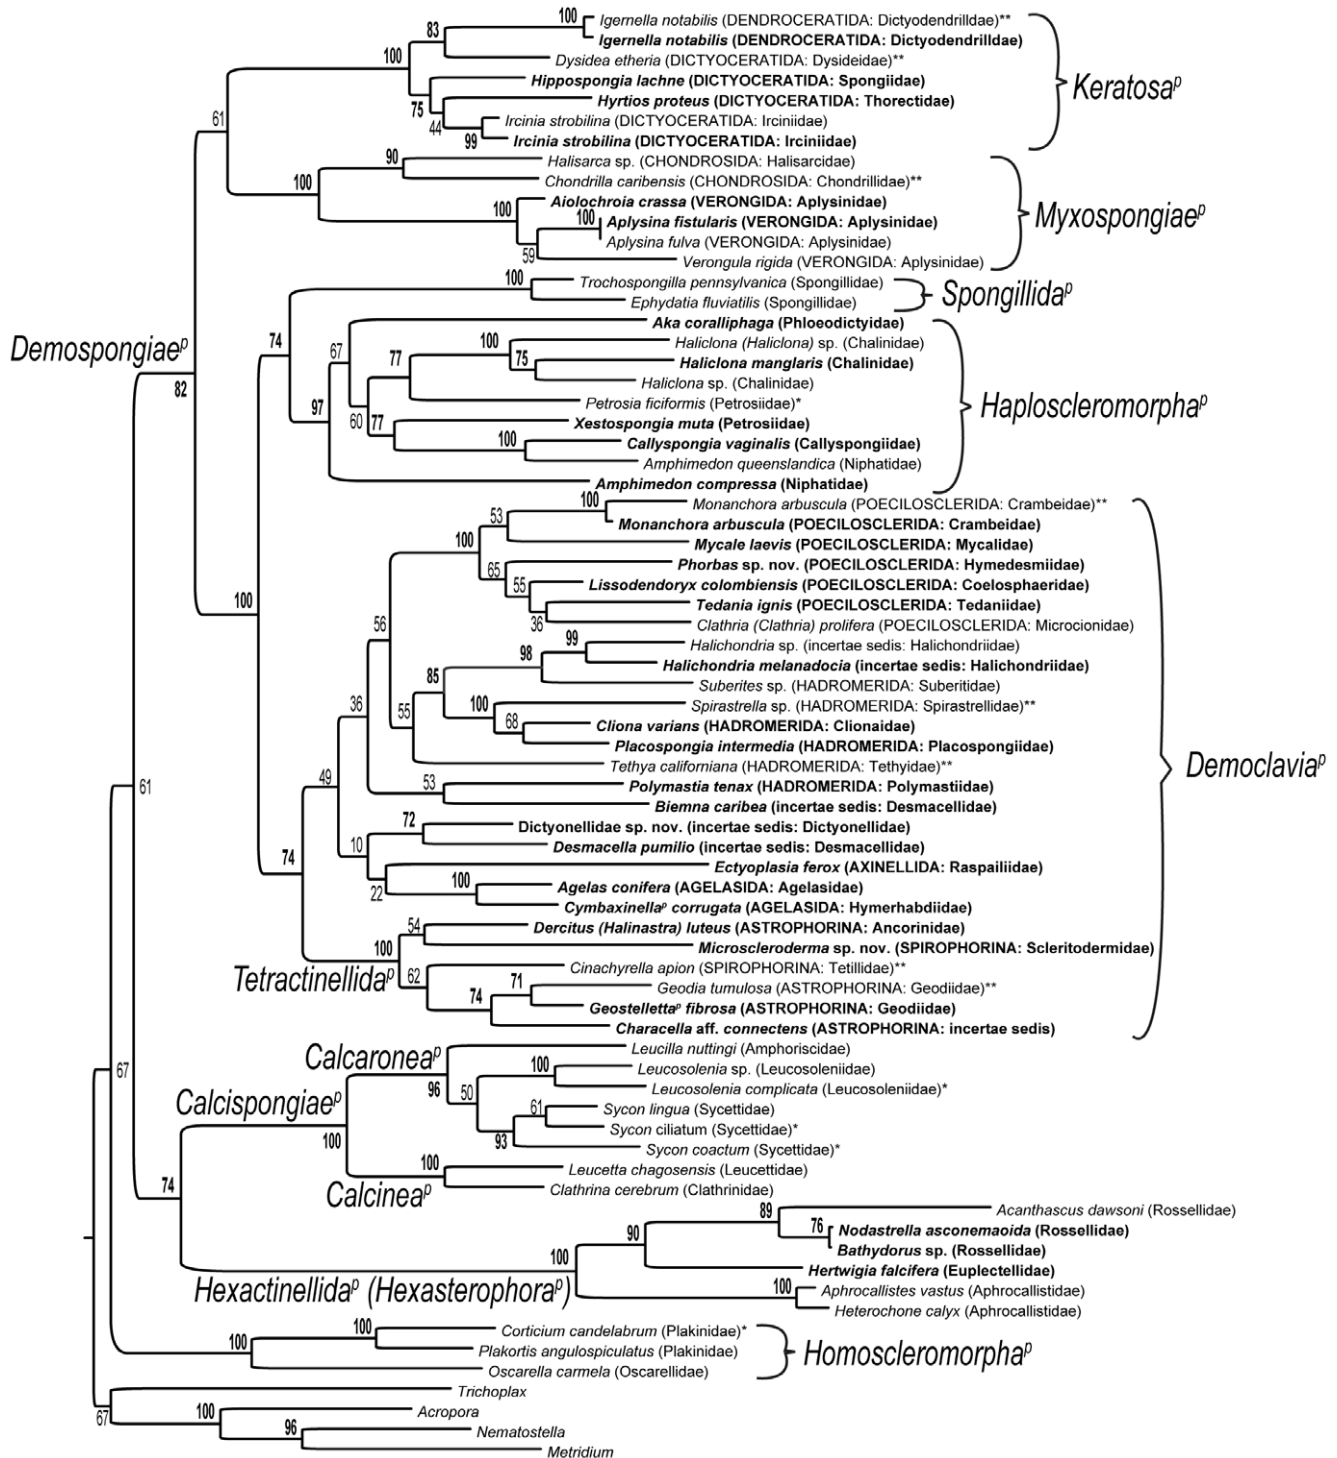 100
Igernella notabilis (DENDROCERATIDA: Dictyodendrilldae)**
83
Igernella notabilis (DENDROCERATIDA: Dictyodendrilldae)
100
Dysidea etheria (DICTYOCERATIDA: Dysideidae)**
Hippospongia lachne (DICTYOCERATIDA: Spongiidae)
Keratosa^p
75
Hyrtios proteus (DICTYOCERATIDA: Thorectidae)
61
44
Ircinia strobilina (DICTYOCERATIDA: Irciniidae)
99
Ircinia strobilina (DICTYOCERATIDA: Irciniidae)
90
Halisarca sp. (CHONDROSIDA: Halisarcidae)
100
Chondrilla caribensis (CHONDROSIDA: Chondrillidae)**
100
Aiolochroia crassa (VERONGIDA: Aplysinidae)
100
Aplysina fistularis (VERONGIDA: Aplysinidae)
Myxospongiae^p
Aplysina fulva (VERONGIDA: Aplysinidae)
59
Verongula rigida (VERONGIDA: Aplysinidae)
100
Trochospongilla pennsylvanica (Spongillidae)
Spongillida^p
Ephydatia fluviatilis (Spongillidae)
Aka coralliphaga (Phloeodictyidae)
74
Demospongiae^p
82
67
100
Haliclona (Haliclona) sp. (Chalinidae)
77
75
Haliclona manglaris (Chalinidae)
Haliclona sp. (Chalinidae)
97
Petrosia ficiformis (Petrosiidae)*
Haploscleromorpha^p
60
77
Xestospongia muta (Petrosiidae)
100
Callyspongia vaginalis (Callyspongiidae)
Amphimedon queenslandica (Niphatidae)
Amphimedon compressa (Niphatidae)
100
Monanchora arbuscula (POECILOSCLERIDA: Crambeidae)**
53
Monanchora arbuscula (POECILOSCLERIDA: Crambeidae)
100
Mycale laevis (POECILOSCLERIDA: Mycalidae)
65
Phorbas sp. nov. (POECILOSCLERIDA: Hymedesmiidae)
55
Lissodendoryx colombiensis (POECILOSCLERIDA: Coelosphaeridae)
100
Tedania ignis (POECILOSCLERIDA: Tedaniidae)
56
36
Clathria (Clathria) prolifera (POECILOSCLERIDA: Microcionidae)
99
Halichondria sp. (incertae sedis: Halichondriidae)
98
Halichondria melanadocia (incertae sedis: Halichondriidae)
85
Suberites sp. (HADROMERIDA: Suberitidae)
36
55
100
Spirastrella sp. (HADROMERIDA: Spirastrellidae)**
68
Cliona varians (HADROMERIDA: Clionaidae)
Placospongia intermedia (HADROMERIDA: Placospongiidae)
Tethya californiana (HADROMERIDA: Tethyidae)**
Democlavia^p
49
61
53
Polymastia tenax (HADROMERIDA: Polymastiidae)
Biemna caribea (incertae sedis: Desmacellidae)
72
Dictyonellidae sp. nov. (incertae sedis: Dictyonellidae)
10
Desmacella pumilio (incertae sedis: Desmacellidae)
74
Ectyoplasia ferox (AXINELLIDA: Raspailiidae)
22
100
Agelas conifera (AGELASIDA: Agelasidae)
Cymbaxinella^p corrugata (AGELASIDA: Hymerhabdiidae)
54
Dercitus (Halinastra) luteus (ASTROPHORINA: Ancorinidae)
100
Microscleroderma sp. nov. (SPIROPHORINA: Scleritodermidae)
Tetractinellida^p
62
Cinachyrella apion (SPIROPHORINA: Tetillidae)**
71
Geodia tumulosa (ASTROPHORINA: Geodiidae)**
74
Geostelletta^p fibrosa (ASTROPHORINA: Geodiidae)
Characella aff. connectens (ASTROPHORINA: incertae sedis)
Calcaronea^p
Leucilla nuttingi (Amphoriscidae)
67
100
Leucosolenia sp. (Leucosoleniidae)
96
50
Leucosolenia complicata (Leucosoleniidae)*
Calcispongiae^p
61
Sycon lingua (Sycettidae)
Sycon ciliatum (Sycettidae)*
100
93
Sycon coactum (Sycettidae)*
100
Leucetta chagosensis (Leucettidae)
74
Calcinea^p
Clathrina cerebrum (Clathrinidae)
89
Acanthascus dawsoni (Rossellidae)
90
76
Nodastrella asconemaoida (Rossellidae)
100
Bathydorus sp. (Rossellidae)
Hertwigia falcifera (Euplectellidae)
Hexactinellida^p (Hexasterophora^p)
100
Aphrocallistes vastus (Aphrocallistidae)
Heterochone calyx (Aphrocallistidae)
100
Corticium candelabrum (Plakinidae)*
100
Plakortis angulospiculatus (Plakinidae)
Homoscleromorpha^p
Oscarella carmela (Oscarellidae)
Trichoplax
67
100
Acropora
96
Nematostella
Metridium